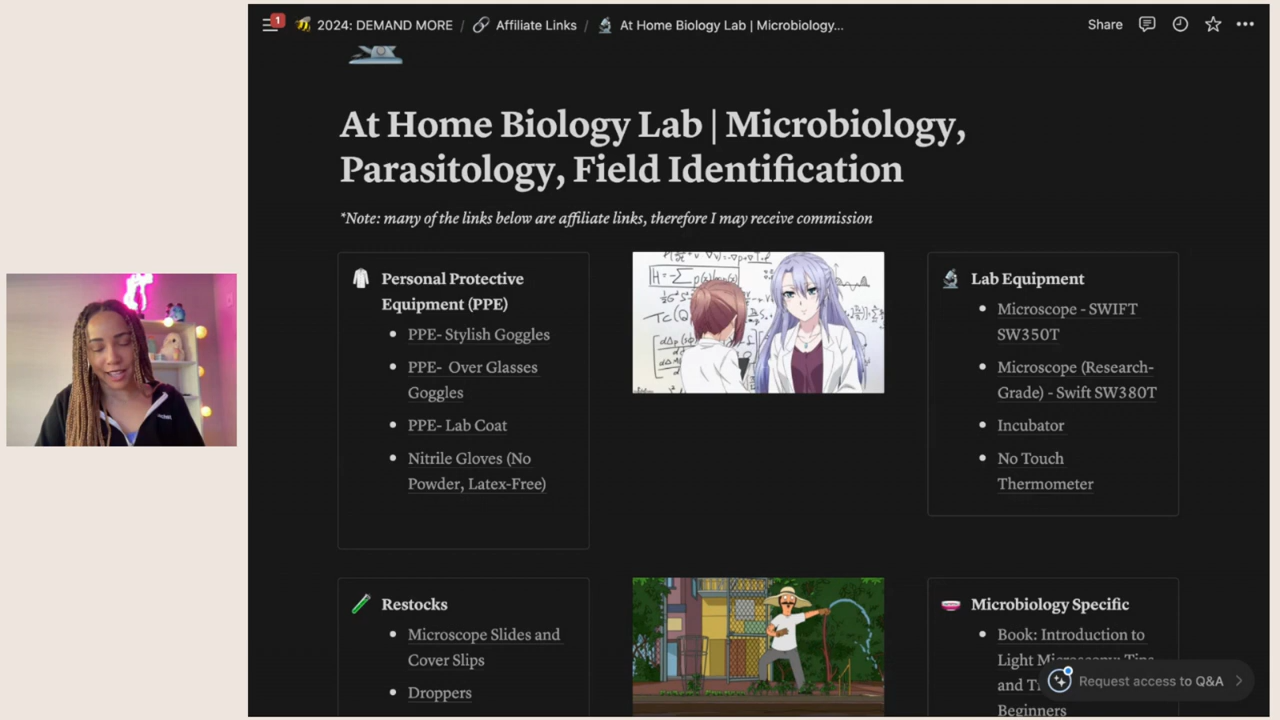 1
2024: DEMAND MORE / Affiliate Links / At Home Biology Lab | Microbiology...
Share
At Home Biology Lab | Microbiology,
Parasitology, Field Identification
*Note: many of the links below are affiliate links, therefore I may receive commission
Personal Protective
Equipment (PPE)
• PPE- Stylish Goggles
• PPE- Over Glasses
Goggles
• PPE- Lab Coat
• Nitrile Gloves (No
Powder, Latex-Free)
Lab Equipment
• Microscope - SWIFT
SW350T
• Microscope (Research-
Grade) - Swift SW380T
• Incubator
• No Touch
Thermometer
Restocks
• Microscope Slides and
Cover Slips
• Droppers
Microbiology Specific
• Book: Introduction to
Light Microscopy: Tips
and
Beginners
Request access to Q&A